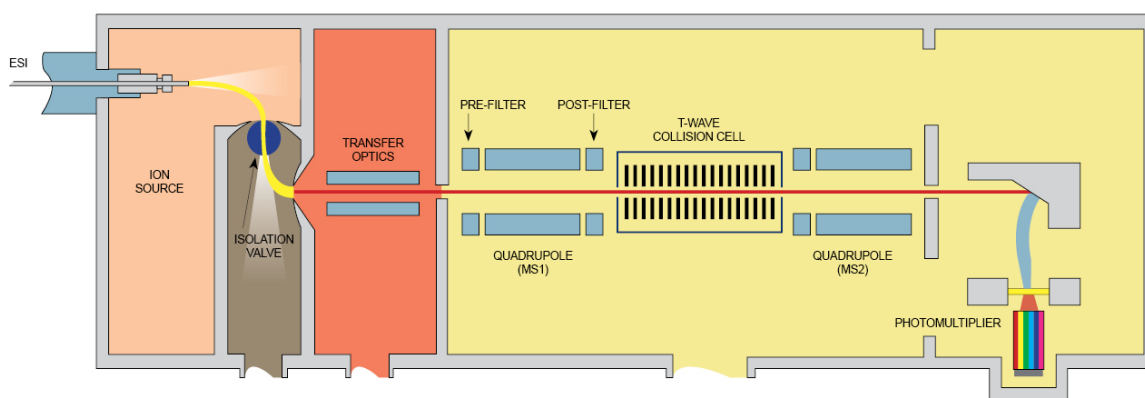 ESI
ION
SOURCE
ISOLATION
VALVE
TRANSFER
OPTICS
PRE-FILTER
POST-FILTER
T-WAVE
COLLISION CELL
QUADRUPOLE
(MS1)
QUADRUPOLE
(MS2)
PHOTOMULTIPLIER